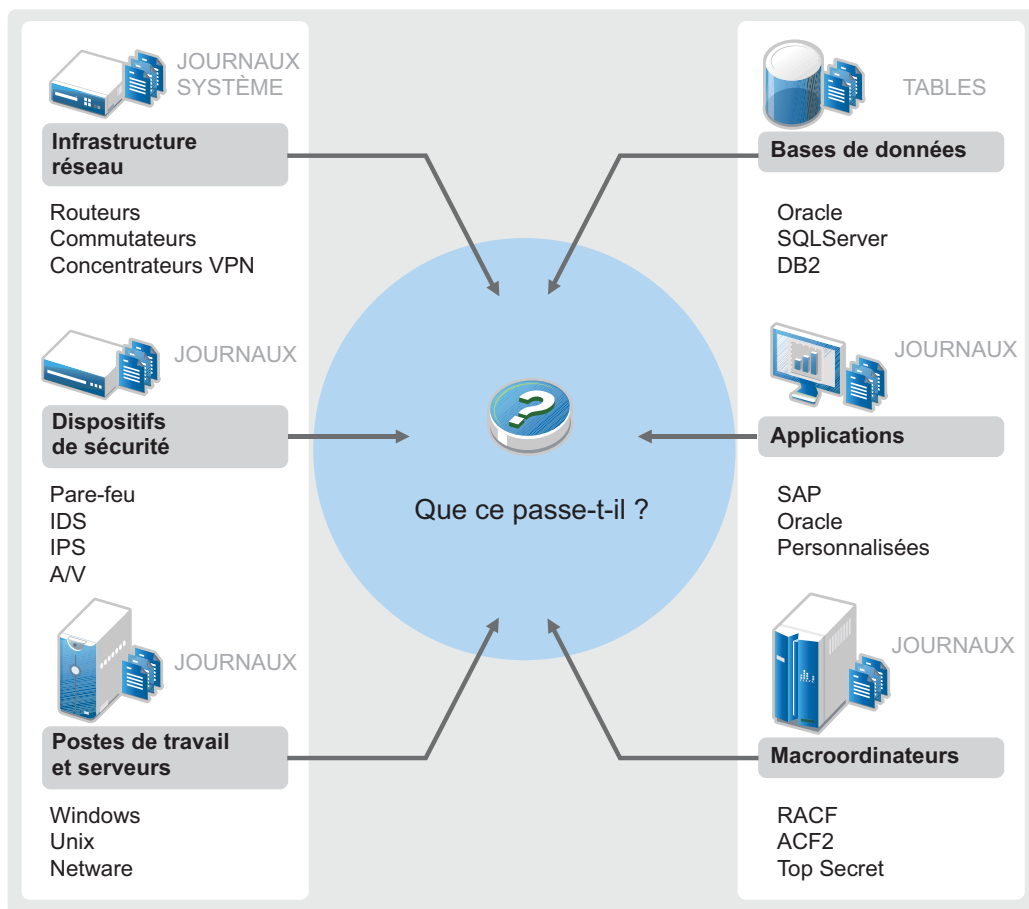 JOURNAUX
SYSTÈME
Infrastructure
réseau
Routeurs
Commutateurs
Concentrateurs VPN
JOURNAUX
Dispositifs
de sécurité
Pare-feu
IDS
IPS
A/V
JOURNAUX
Postes de travail
et serveurs
Windows
Unix
Netware
Que ce passe-t-il ?
TABLES
Bases de données
Oracle
SQLServer
DB2
JOURNAUX
Applications
SAP
Oracle
Personnalisées
JOURNAUX
Macroordinateurs
RACF
ACF2
Top Secret